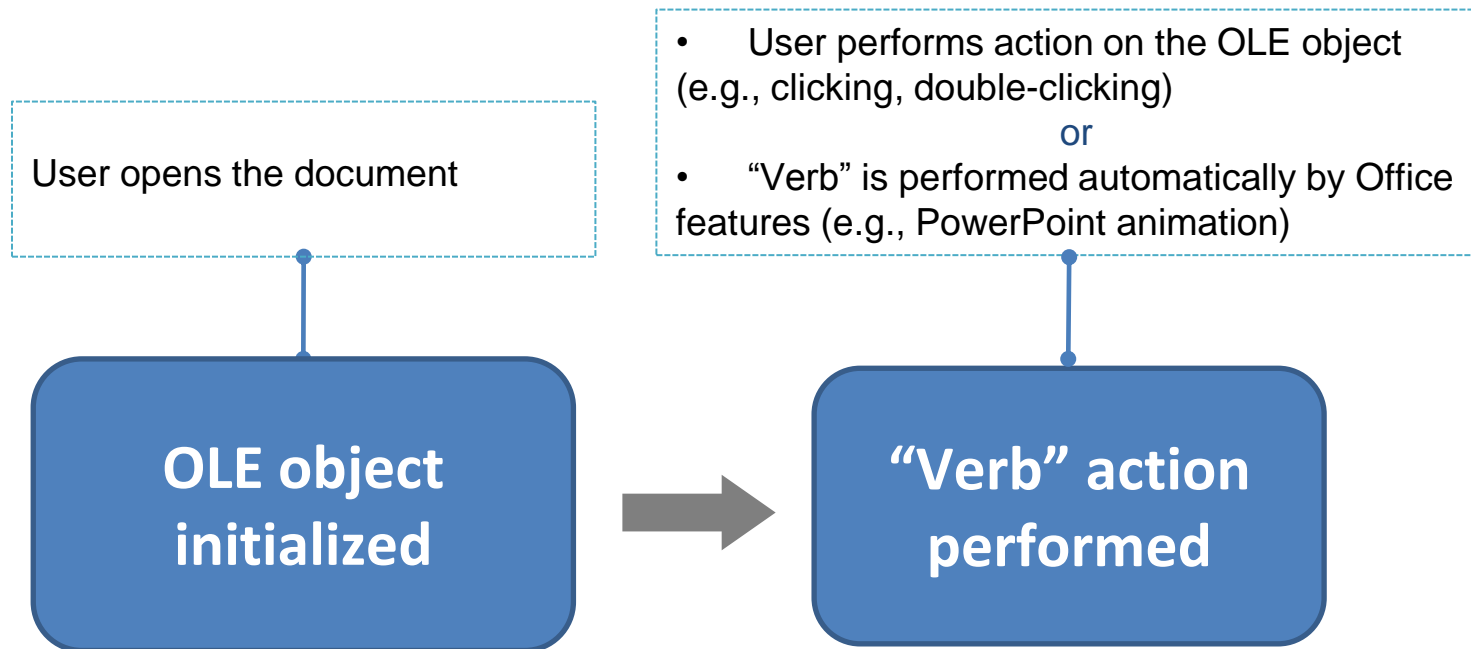 User opens the document
• User performs action on the OLE object
(e.g., clicking, double-clicking)
or
• “Verb” is performed automatically by Office
features (e.g., PowerPoint animation)
OLE object
initialized
“Verb” action
performed